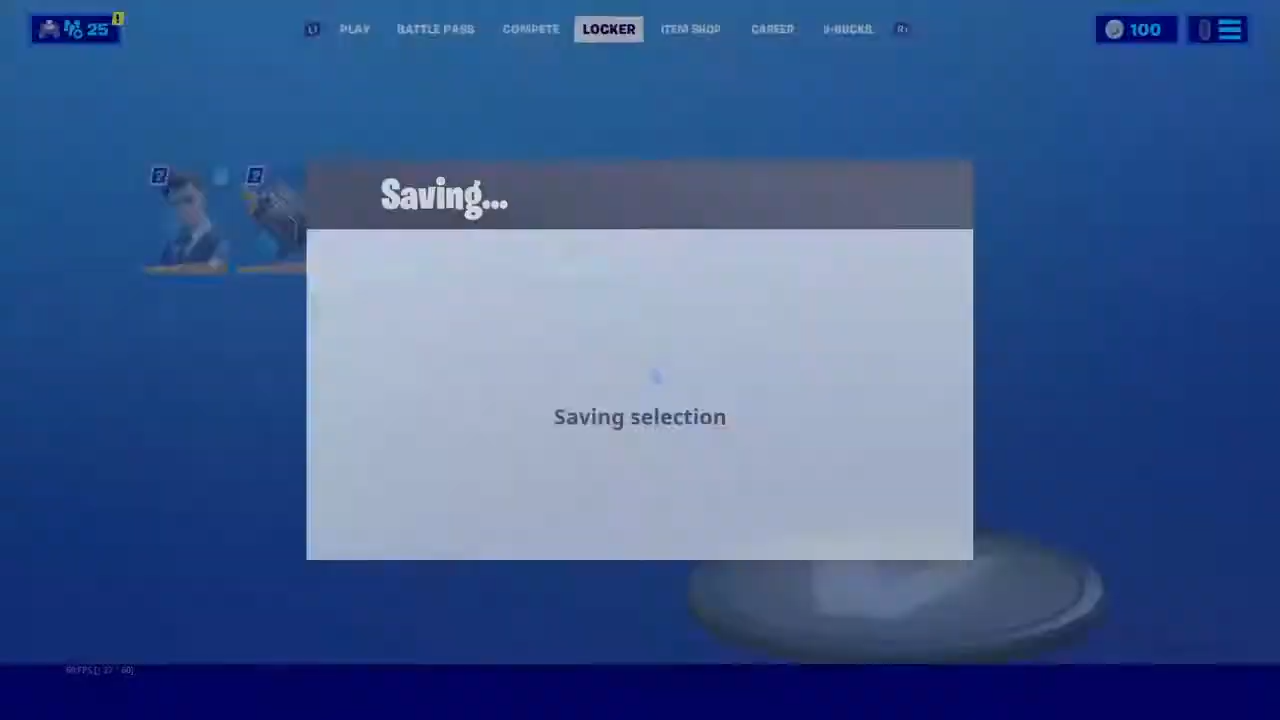 25
PLAY
BATTLE PASS
COMPETE
LOCKER
ITEM SHOP
CAREER
V-BUCKS
100
Saving...
Saving selection